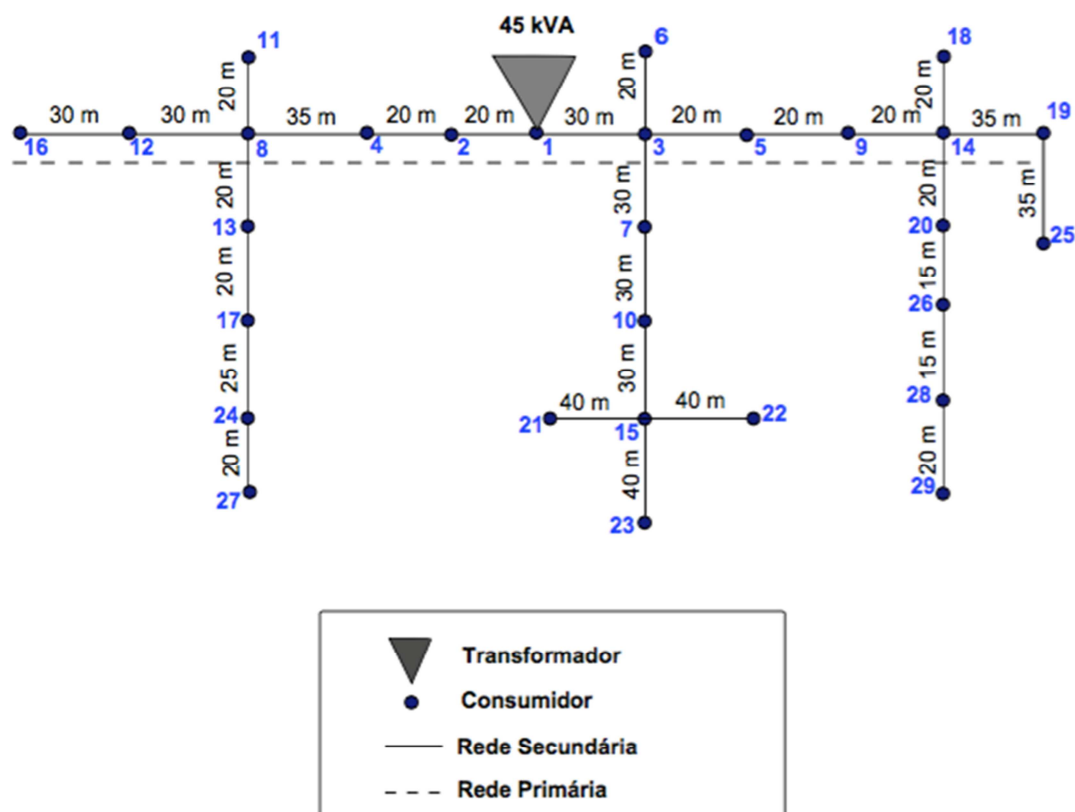 45 kVA
11
6
18
20 m
20 m
20 m
30 m
30 m
35 m
20 m
20 m
30 m
20 m
20 m
20 m
35 m
19
16
12
8
4
2
1
3
5
9
14
20 m
30 m
20 m
35 m
13
7
20
25
20 m
30 m
15 m
17
10
26
25 m
30 m
15 m
40 m
40 m
28
24
21
15
22
20 m
40 m
20 m
27
23
29
Transformador
Consumidor
Rede Secundária
Rede Primária